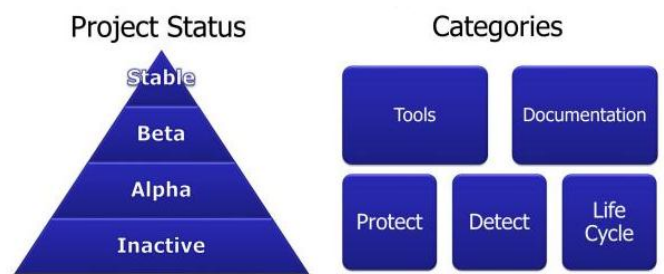 Project Status
Stable
Beta
Alpha
Inactive
Categories
Tools
Documentation
Protect
Detect
Life
Cycle